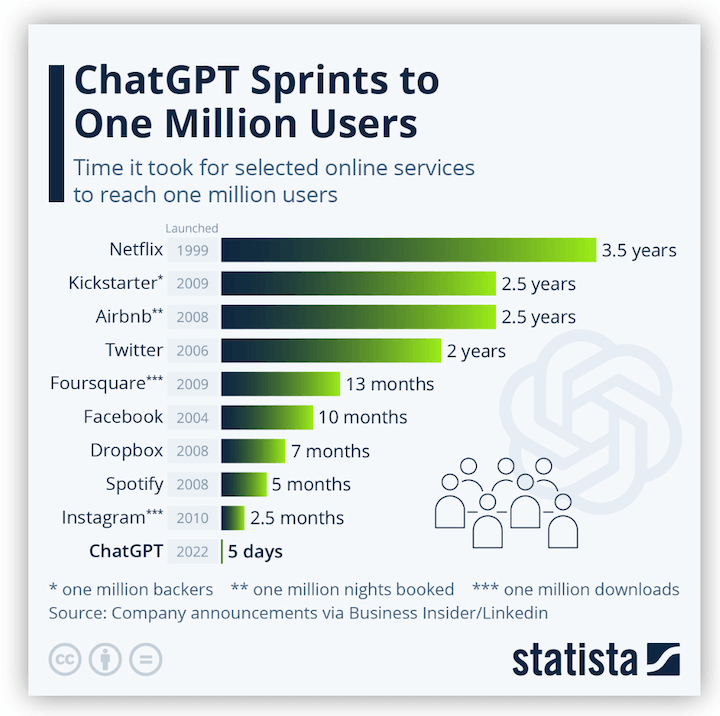 ChatGPT Sprints to
One Million Users
Time it took for selected online services
to reach one million users
Launched
Netflix 1999 3.5 years
Kickstarter* 2009 2.5 years
Airbnb** 2008 2.5 years
Twitter 2006 2 years
Foursquare*** 2009 13 months
Facebook 2004 10 months
Dropbox 2008 7 months
Spotify 2008 5 months
Instagram*** 2010 2.5 months
ChatGPT 2022 5 days
* one million backers ** one million nights booked *** one million downloads
Source: Company announcements via Business Insider/Linkedin
cc =
statista